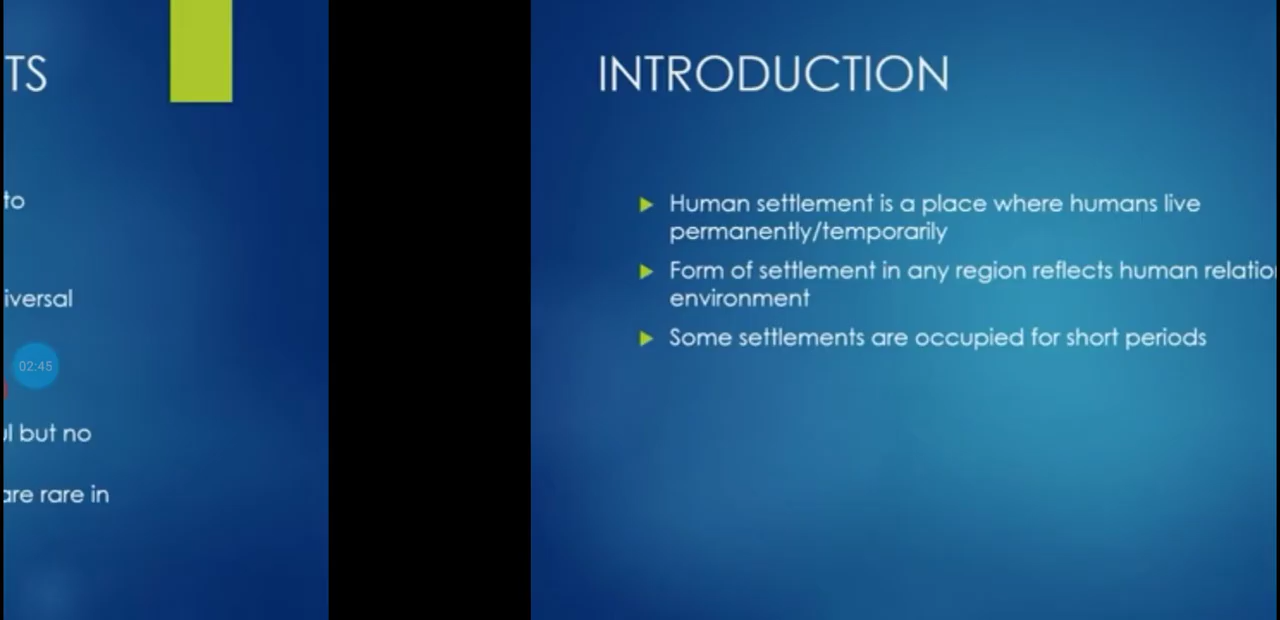 TS
to
iversal
02:45
but no
are rare in
INTRODUCTION
Human settlement is a place where humans live
permanently/temporarily
Form of settlement in any region reflects human relatio
environment
Some settlements are occupied for short periods